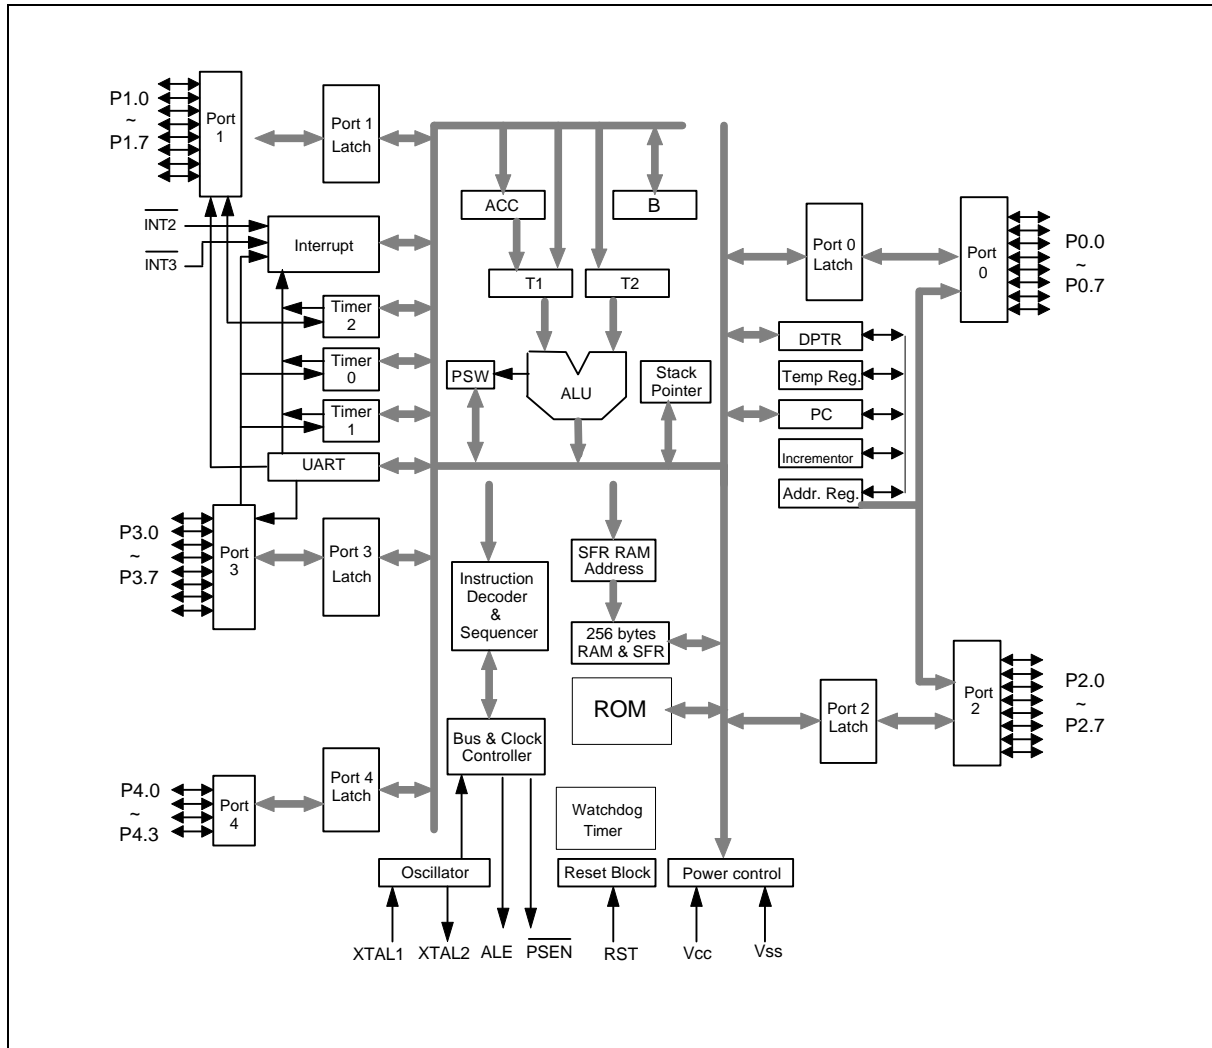 P1.0
~
P1.7
Port
1
Port 1
Latch
INT2
INT3
Interrupt
Timer
2
Timer
0
Timer
1
UART
P3.0
~
P3.7
Port
3
Port 3
Latch
P4.0
~
P4.3
Port
4
Port 4
Latch
ACC
B
T1
T2
PSW
ALU
Stack
Pointer
Instruction
Decoder
&
Sequencer
SFR RAM
Address
256 bytes
RAM & SFR
ROM
Bus & Clock
Controller
Watchdog
Timer
Oscillator
Reset Block
Power control
XTAL1
XTAL2
ALE
PSEN
RST
Vcc
Vss
Port 0
Latch
Port
0
P0.0
~
P0.7
DPTR
Temp Reg.
PC
Incrementor
Addr. Reg.
Port 2
Latch
Port
2
P2.0
~
P2.7